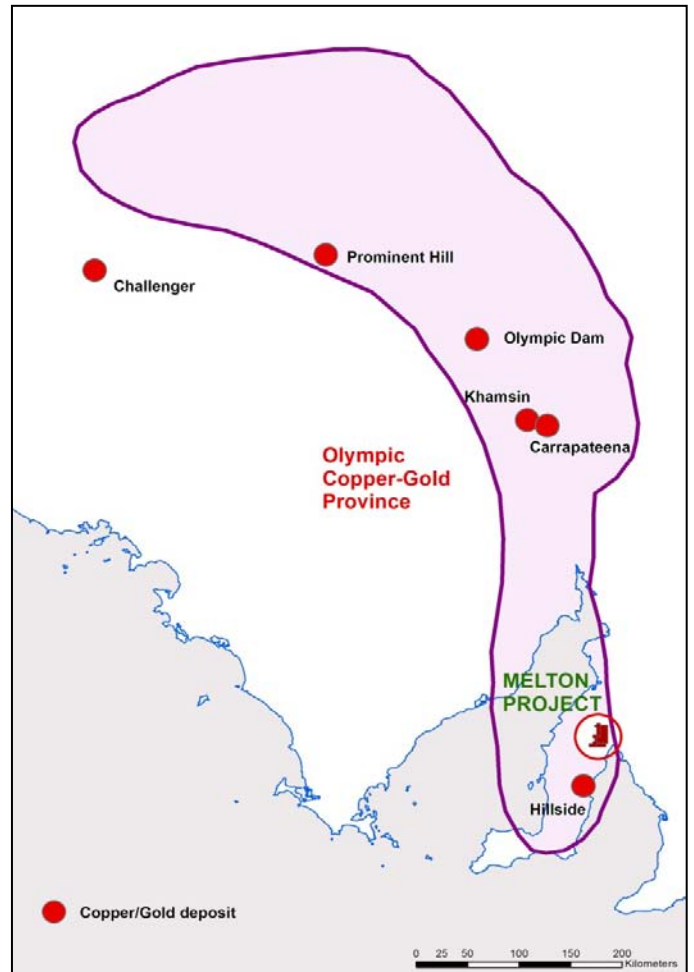 Prominent Hill
Challenger
Olympic Dam
Khamsin
Carrapateena
Olympic
Copper-Gold
Province
MELTON
PROJECT
Hillside
Copper/Gold deposit
0 25 50 100 150 200
Kilometers